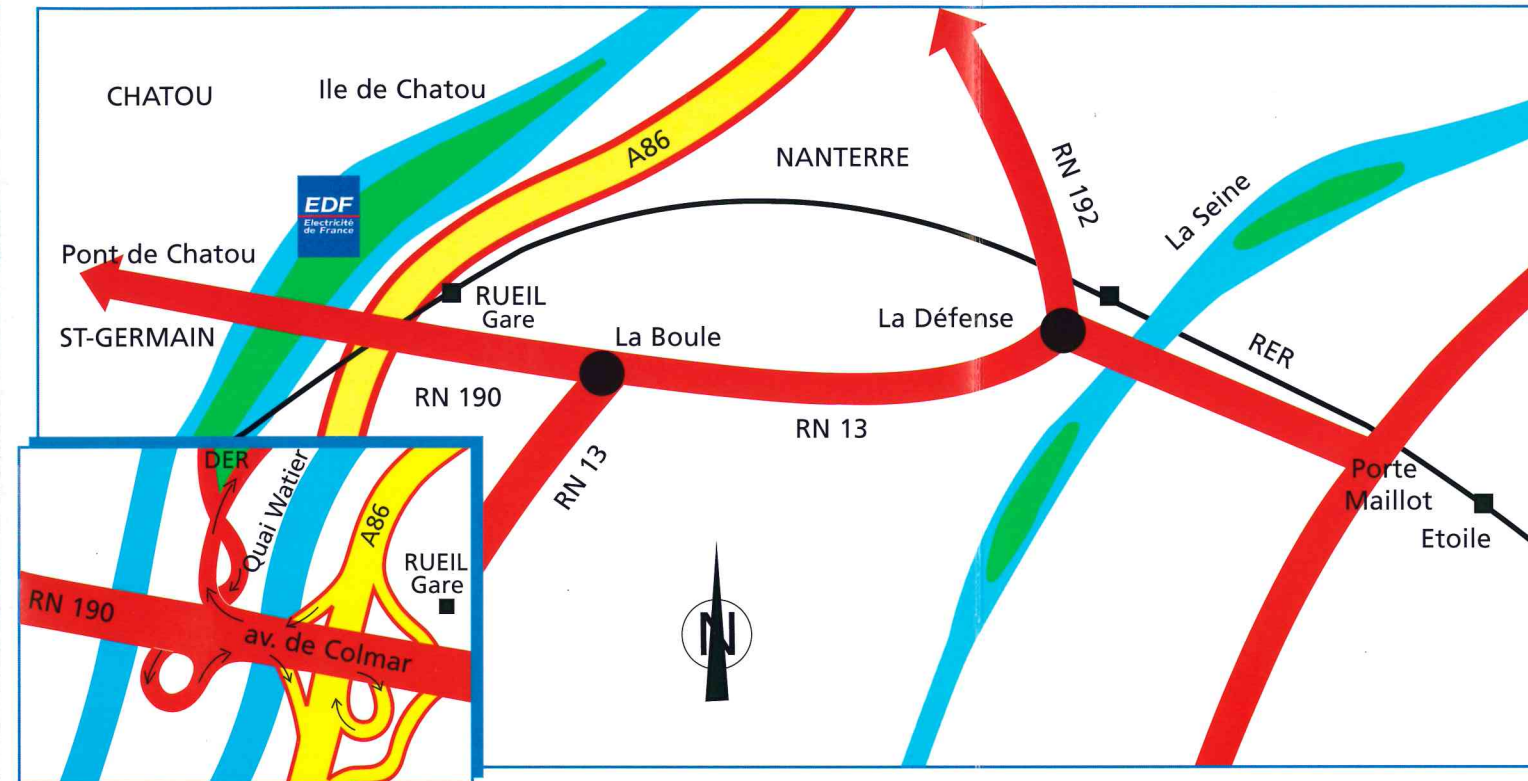 CHATOU
Ile de Chatou
A86
NANTERRE
RN 192
La Seine
EDF
Electricité
de France
Pont de Chatou
RUEIL
Gare
ST-GERMAIN
La Boule
La Défense
RER
RN 190
RN 13
RN 13
Porte
Maillot
Etoile
N
DER
Quai Watier
A86
RUEIL
Gare
RN 190
av. de Colmar